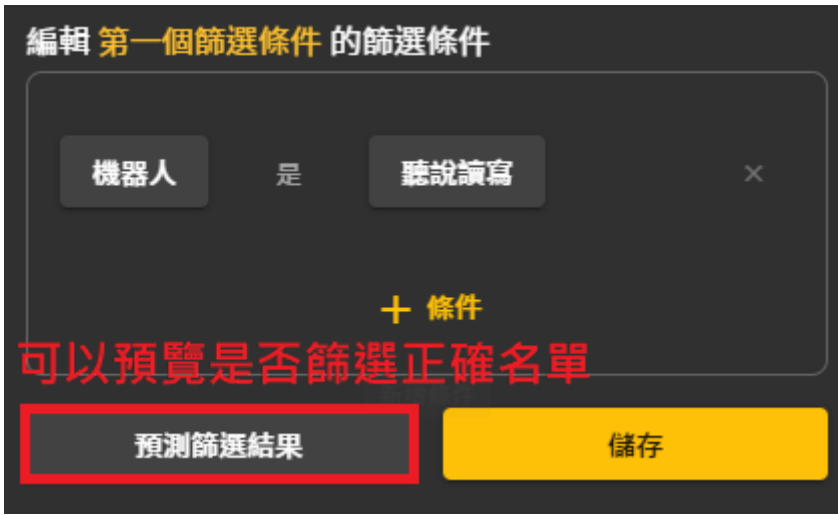 編輯 第一個篩選條件 的篩選條件
機器人 是 聽說讀寫 ×
＋ 條件
可以預覽是否篩選正確名單
預測篩選結果 儲存